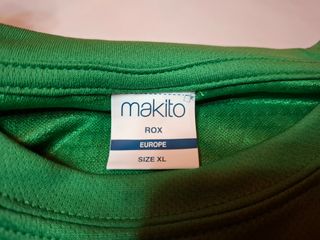 makito
ROX
EUROPE
SIZE XL